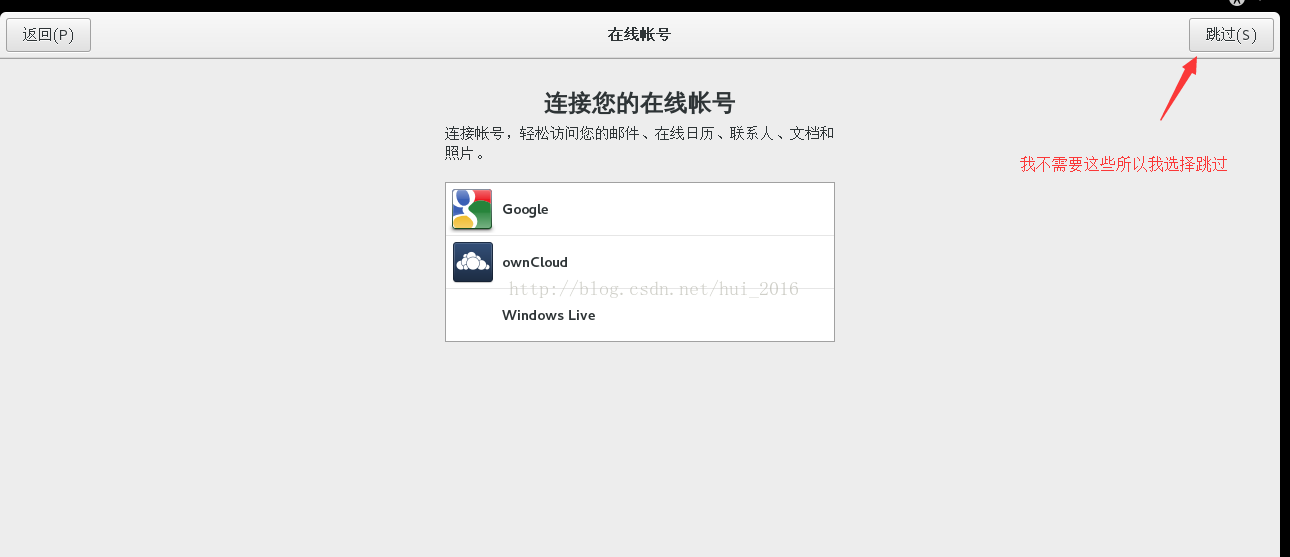 返回(P)
在线帐号
跳过(S)
连接您的在线帐号
连接帐号，轻松访问您的邮件、在线日历、联系人、文档和
照片。
我不需要这些所以我选择跳过
Google
ownCloud
http://blog.csdn.net/hui_2016
Windows Live